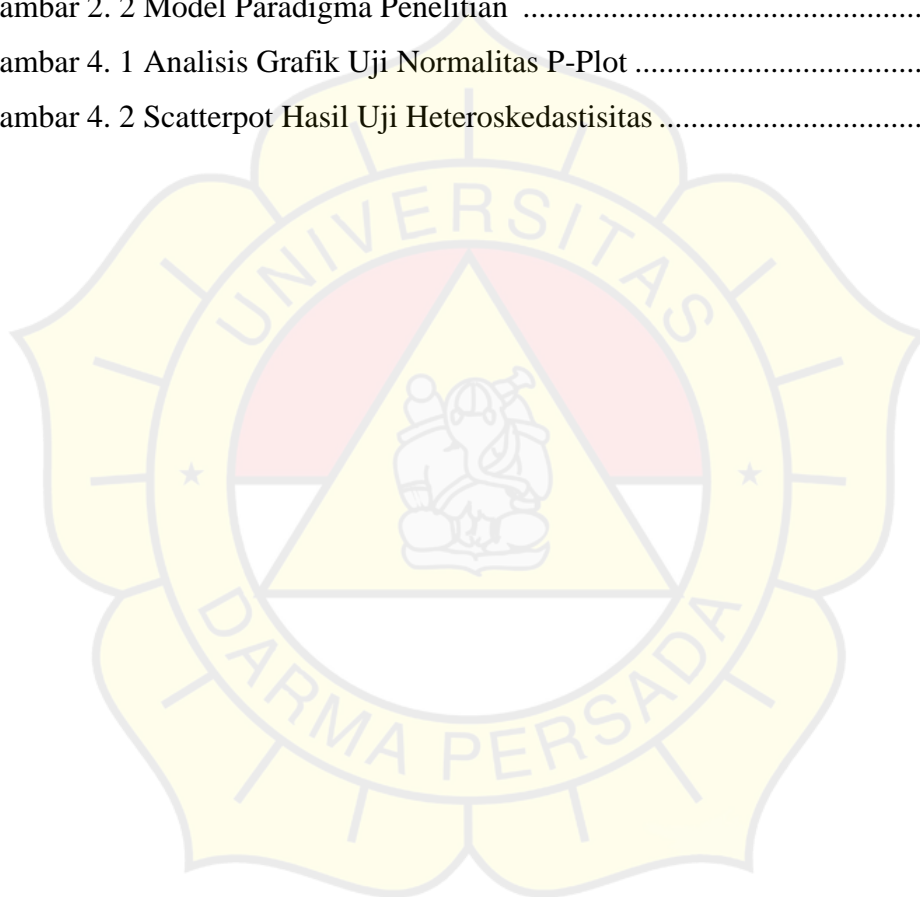 ambar 2. 2 Model Paradigma Penelitian ................................................
ambar 4. 1 Analisis Grafik Uji Normalitas P-Plot ....................................
ambar 4. 2 Scatterpot Hasil Uji Heteroskedastisitas .................................
UNIVERSITAS
DARMA PERSADA